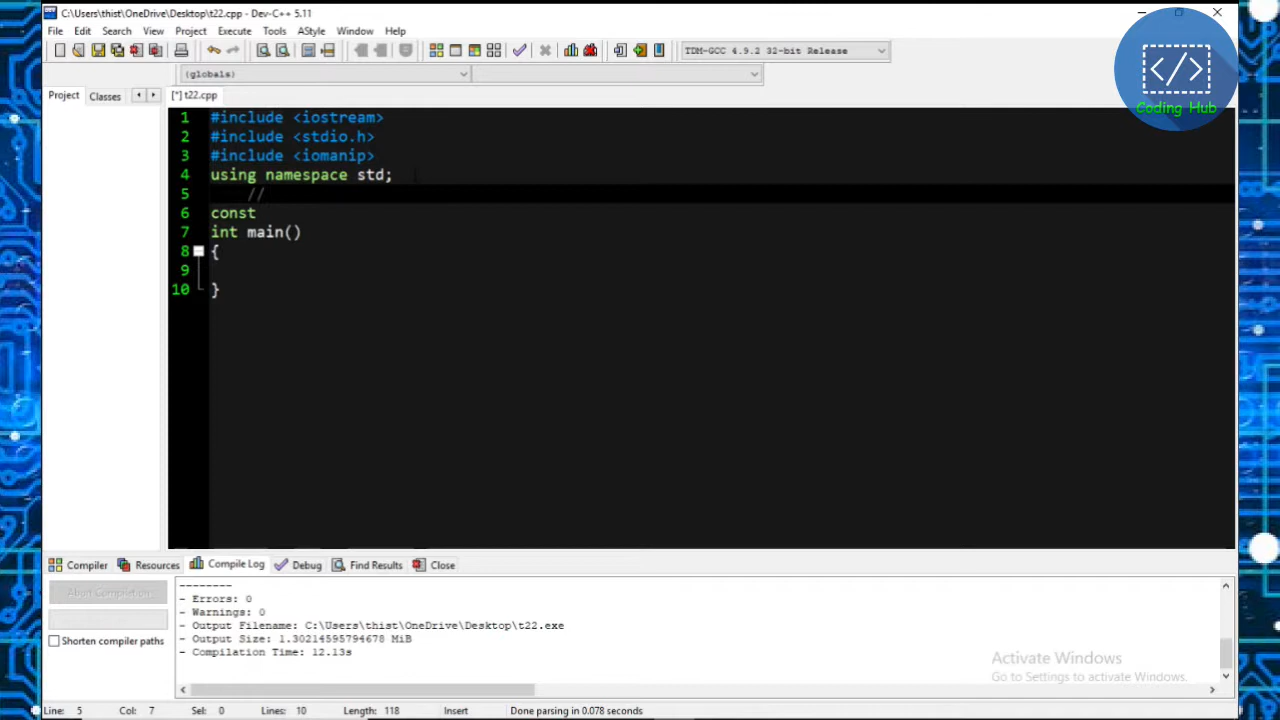 C:\Users\thist\OneDrive\Desktop\t22.cpp - Dev-C++ 5.11
File Edit Search View Project Execute Tools AStyle Window Help
TDM-GCC 4.9.2 32-bit Release
(globals)
Project Classes
[*] t22.cpp
1 #include <iostream>
2 #include <stdio.h>
3 #include <iomanip>
4 using namespace std;
5 //
6 const
7 int main()
8 {
9
10 }
</> Coding Hub
Compiler Resources Compile Log Debug Find Results Close
Abort Compilation
Shorten compiler paths
--------
- Errors: 0
- Warnings: 0
- Output Filename: C:\Users\thist\OneDrive\Desktop\t22.exe
- Output Size: 1.30214595794678 MiB
- Compilation Time: 12.13s
Activate Windows
Go to Settings to activate Windows.
Line: 5 Col: 7 Sel: 0 Lines: 10 Length: 118 Insert Done parsing in 0.078 seconds